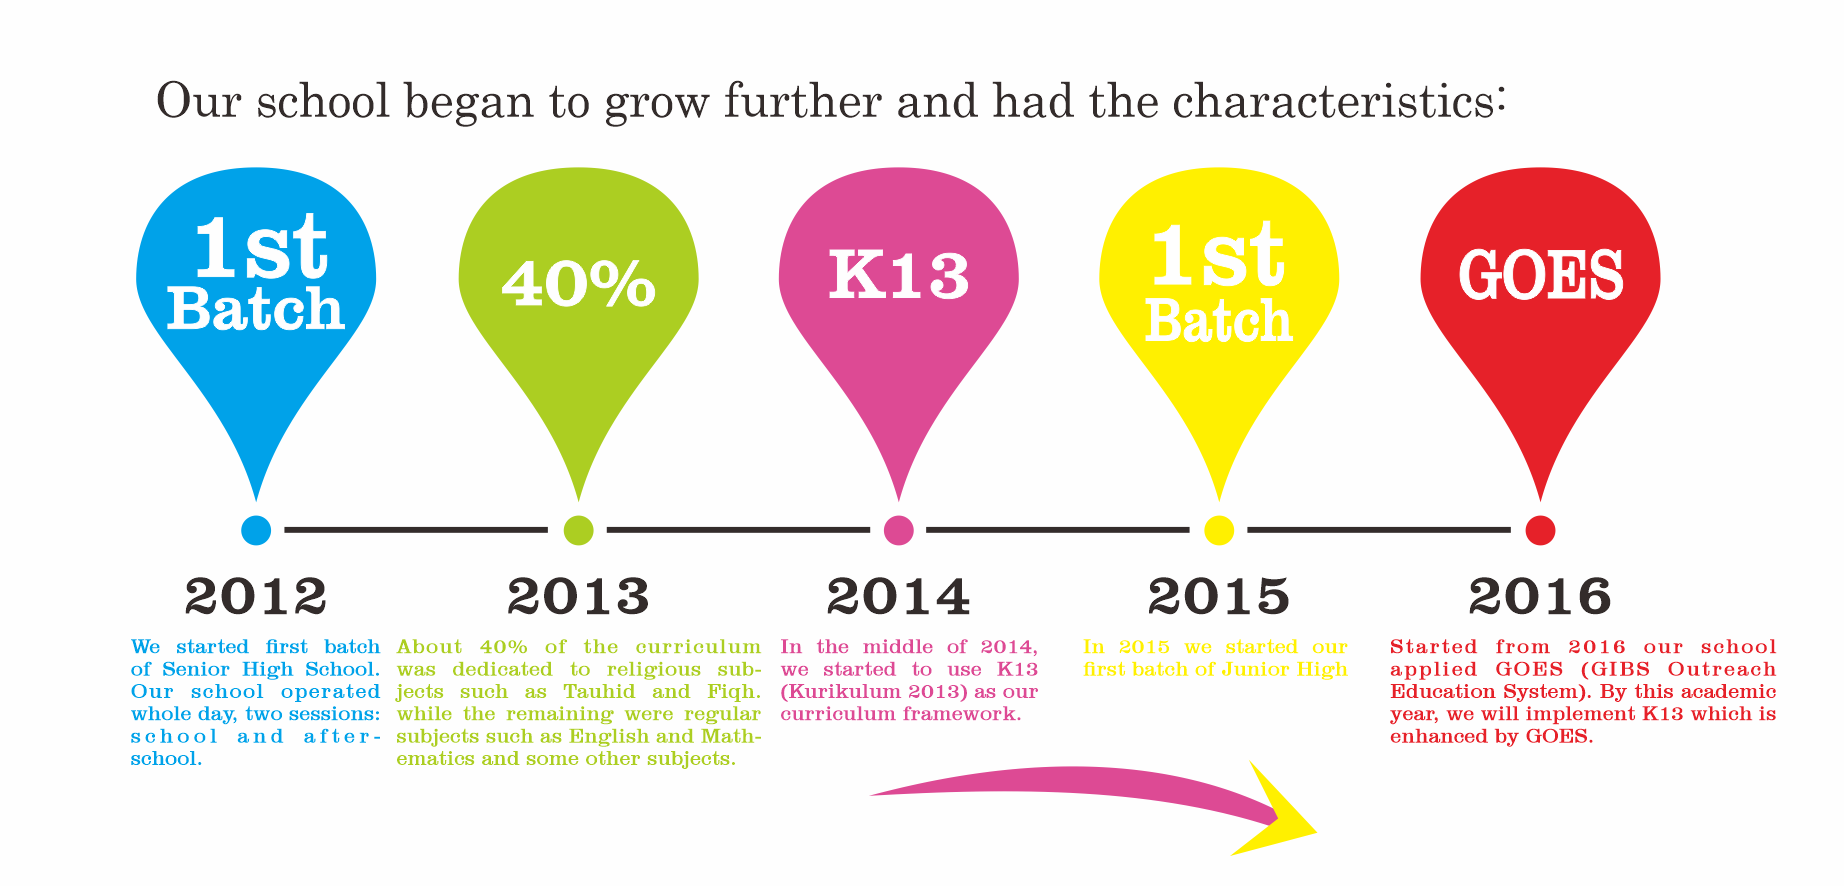 Our school began to grow further and had the characteristics:
1st
Batch
40%
K13
1st
Batch
GOES
2012
2013
2014
2015
2016
We started first batch
of Senior High School.
Our school operated
whole day, two sessions:
school and after-
school.
About 40% of the curriculum
was dedicated to religious sub-
jects such as Tauhid and Fiqh.
while the remaining were regular
subjects such as English and Math-
ematics and some other subjects.
In the middle of 2014,
we started to use K13
(Kurikulum 2013) as our
curriculum framework.
In 2015 we started our
first batch of Junior High
Started from 2016 our school
applied GOES (GIBS Outreach
Education System). By this academic
year, we will implement K13 which is
enhanced by GOES.